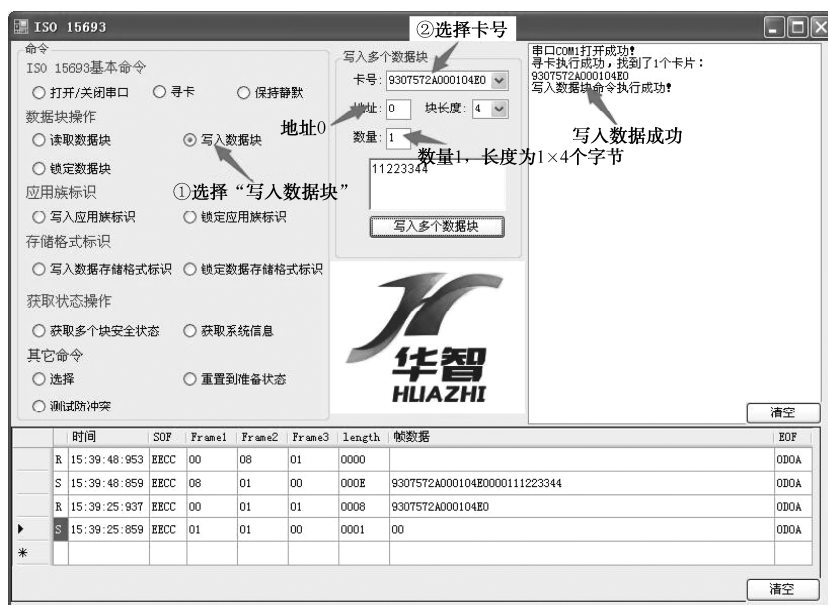 ISO 15693
②选择卡号
命令
ISO 15693基本命令
打开/关闭串口 寻卡 保持静默
数据块操作
读取数据块 写入数据块
锁定数据块
①选择“写入数据块”
应用族标识
写入应用族标识 锁定应用族标识
存储格式标识
写入数据存储格式标识 锁定数据存储格式标识
获取状态操作
获取多个块安全状态 获取系统信息
其它命令
选择 重置到准备状态
测试防冲突
写入多个数据块
卡号: 9307572A000104E0
地址: 0 块长度: 4
地址0
数量: 1
数量1，长度为1×4个字节
11223344
写入多个数据块
华智
HUAZHI
串口COM1打开成功!
寻卡执行成功，找到了1个卡片:
9307572A000104E0
写入数据块命令执行成功!
写入数据成功
清空
时间 SOF Frame1 Frame2 Frame3 length 帧数据 EOF
R 15:39:48:953 EECC 00 08 01 0000 0D0A
S 15:39:48:859 EECC 08 01 00 000E 9307572A000104E0000111223344 0D0A
R 15:39:25:937 EECC 00 01 01 0008 9307572A000104E0 0D0A
S 15:39:25:859 EECC 01 01 00 0001 00 0D0A
清空